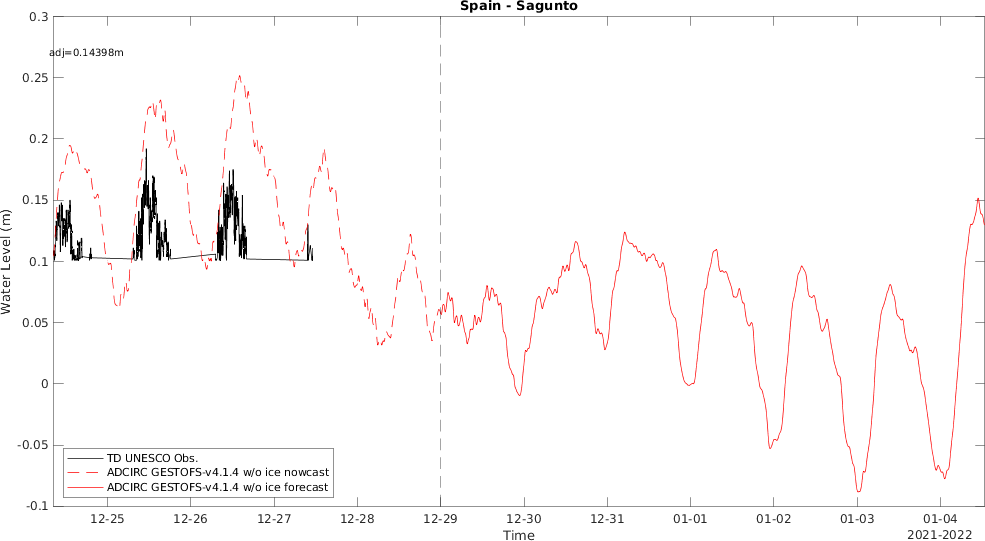 Spain - Sagunto
adj=0.14398m
0.3
0.25
0.2
0.15
0.1
0.05
0
-0.05
-0.1
Water Level (m)
TD UNESCO Obs.
ADCIRC GESTOFS-v4.1.4 w/o ice nowcast
ADCIRC GESTOFS-v4.1.4 w/o ice forecast
12-25 12-26 12-27 12-28 12-29 12-30 12-31 01-01 01-02 01-03 01-04
Time
2021-2022